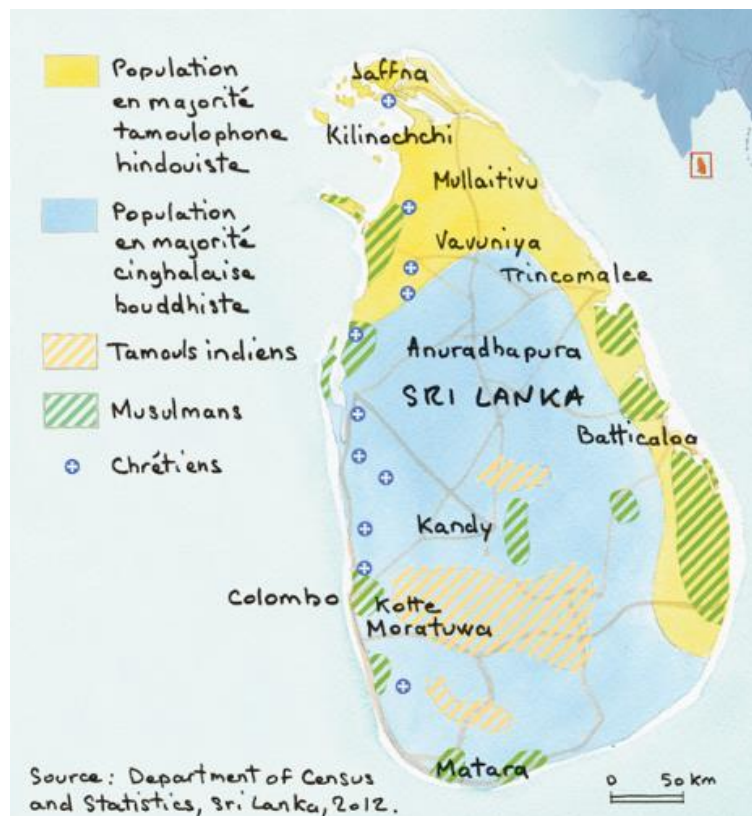 Population
en majorité
tamoulophone
hindouiste
Population
en majorité
cinghalaise
bouddhiste
Tamouls indiens
Musulmans
Chrétiens
Jaffna
Kilinochchi
Mullaitivu
Vavuniya
Trincomalee
Anuradhapura
SRI LANKA
Batticaloa
Kandy
Colombo
Kotte
Moratuwa
Matara
Source : Department of Census
and Statistics, Sri Lanka, 2012.
0 50 km